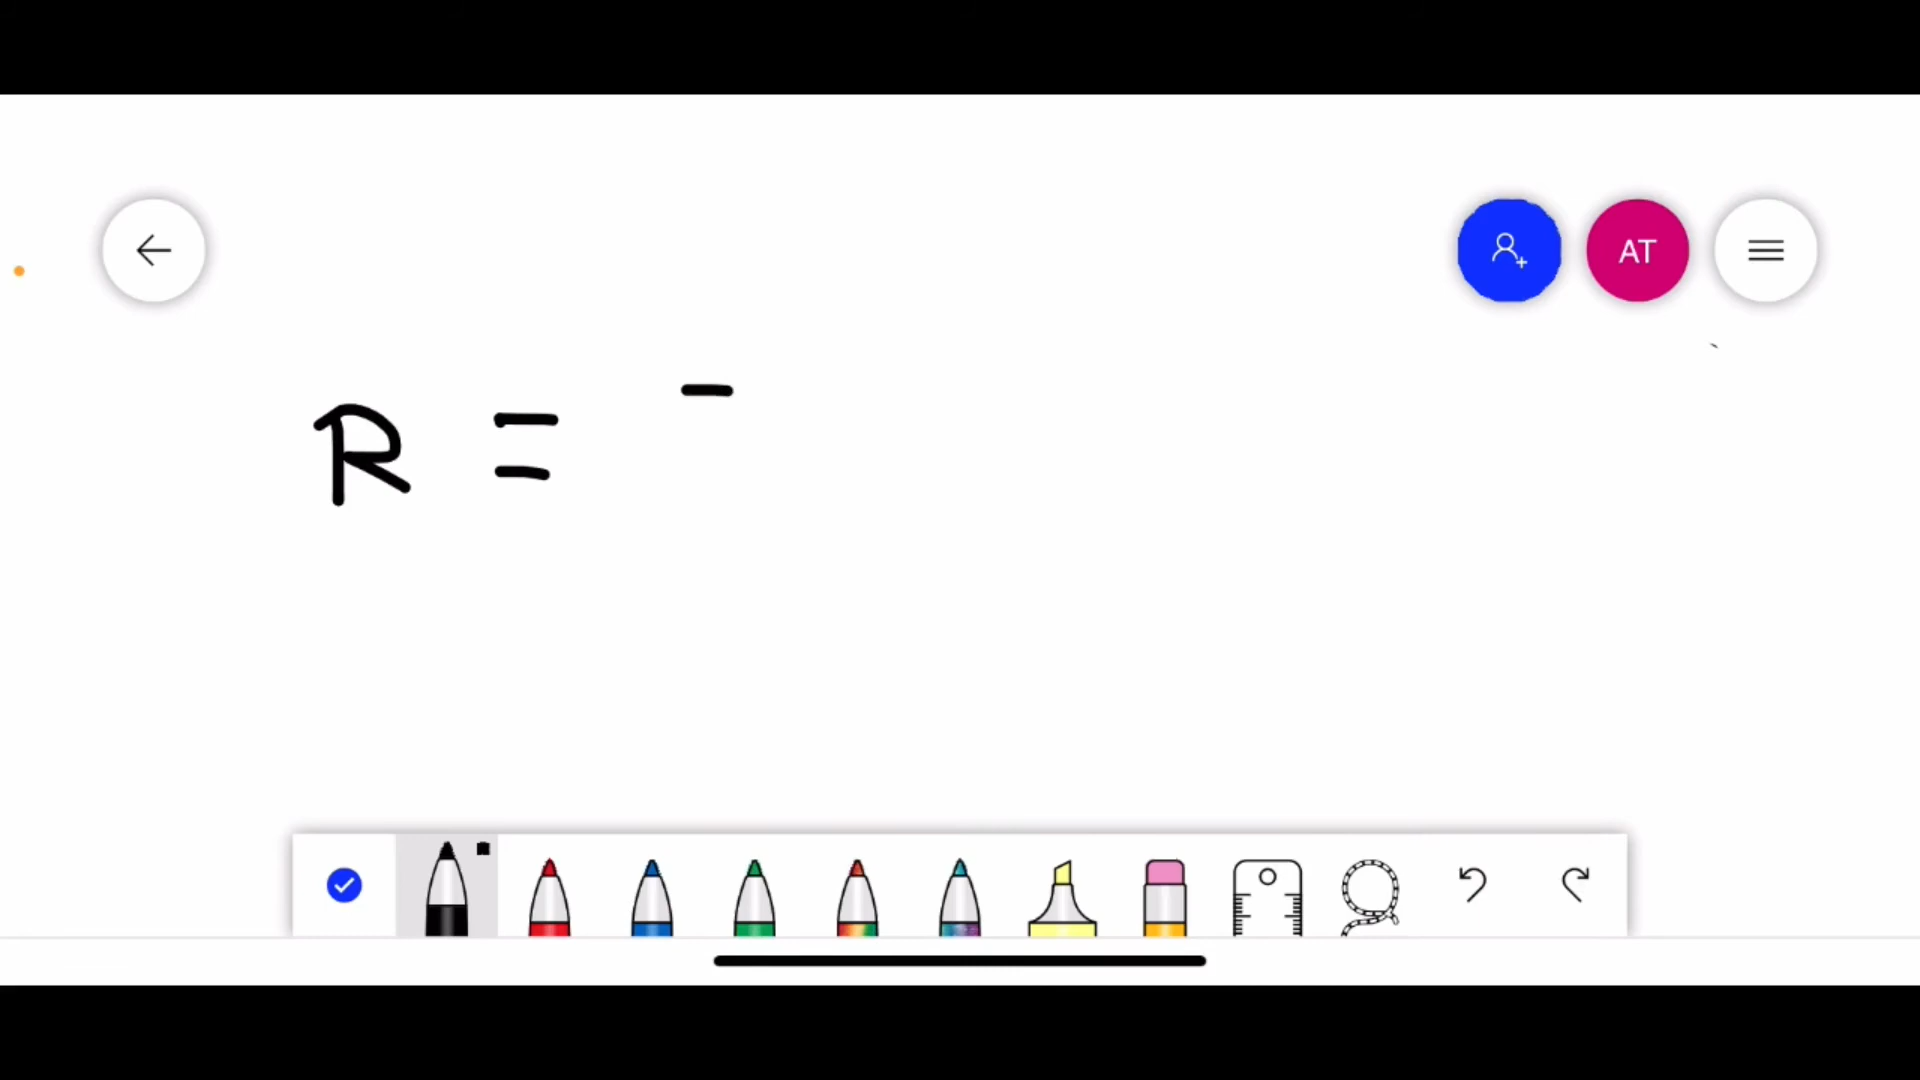 AT
R = -